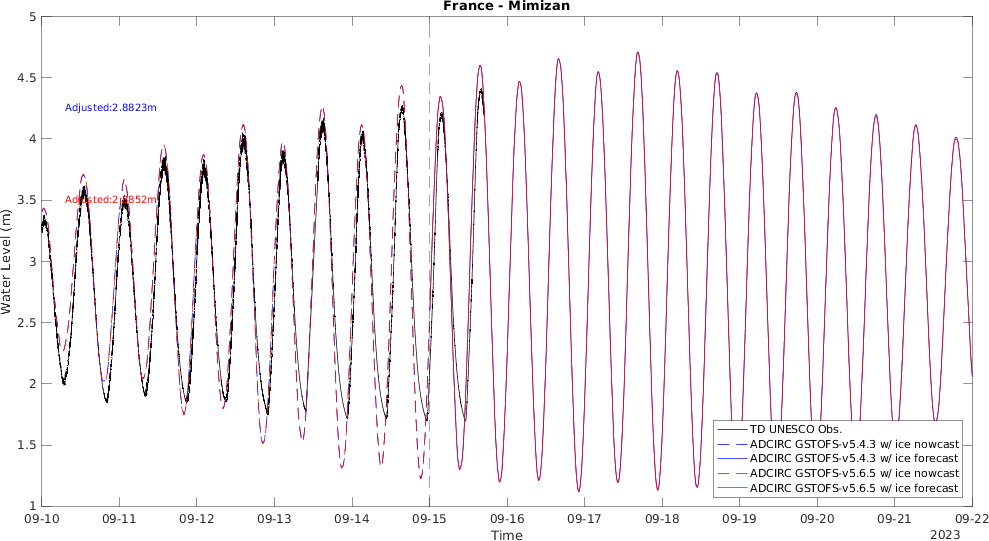 France - Mimizan
Water Level (m)
5
4.5
4
3.5
3
2.5
2
1.5
1
Adjusted:2.8823m
Adjusted:2.8852m
TD UNESCO Obs.
ADCIRC GSTOFS-v5.4.3 w/ ice nowcast
ADCIRC GSTOFS-v5.4.3 w/ ice forecast
ADCIRC GSTOFS-v5.6.5 w/ ice nowcast
ADCIRC GSTOFS-v5.6.5 w/ ice forecast
09-10 09-11 09-12 09-13 09-14 09-15 09-16 09-17 09-18 09-19 09-20 09-21 09-22
Time
2023